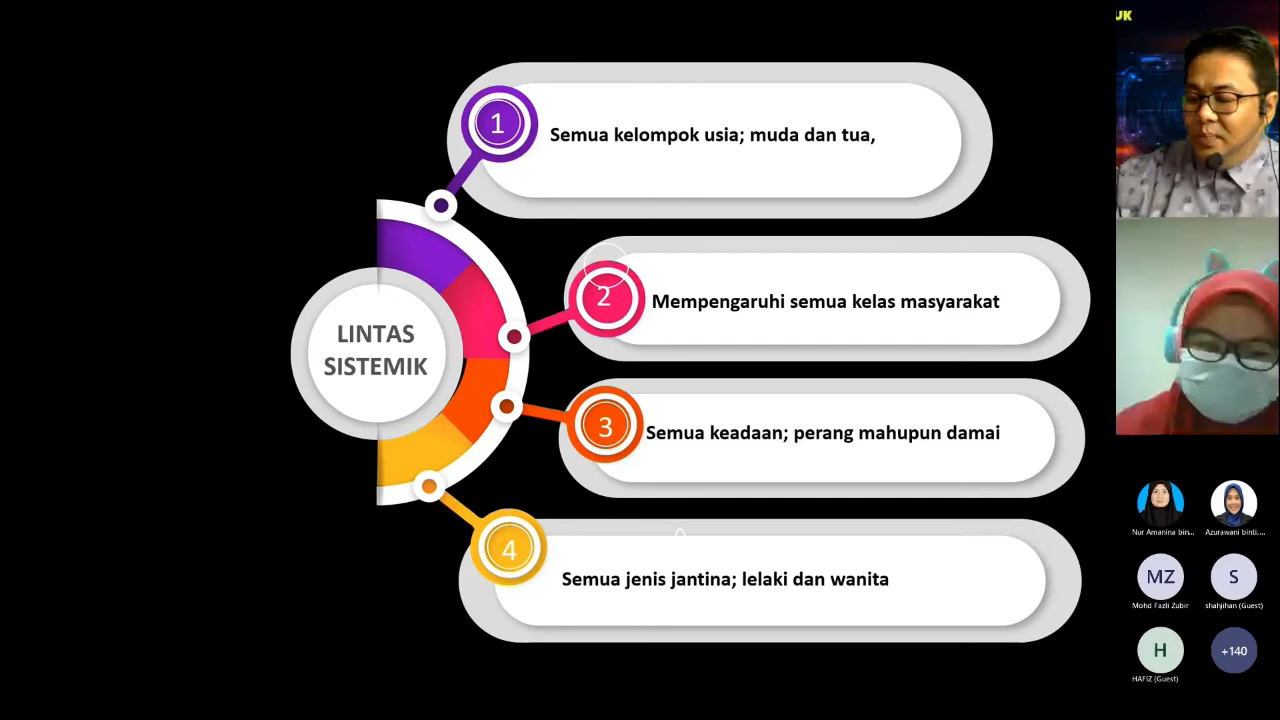 UK
1
Semua kelompok usia; muda dan tua,
2
Mempengaruhi semua kelas masyarakat
LINTAS
SISTEMIK
3
Semua keadaan; perang mahupun damai
4
Semua jenis jantina; lelaki dan wanita
Nur Amanina bin...
Azurawani binti....
MZ
Mohd Fazli Zubir
S
shahjihan (Guest)
H
HAFIZ (Guest)
+140